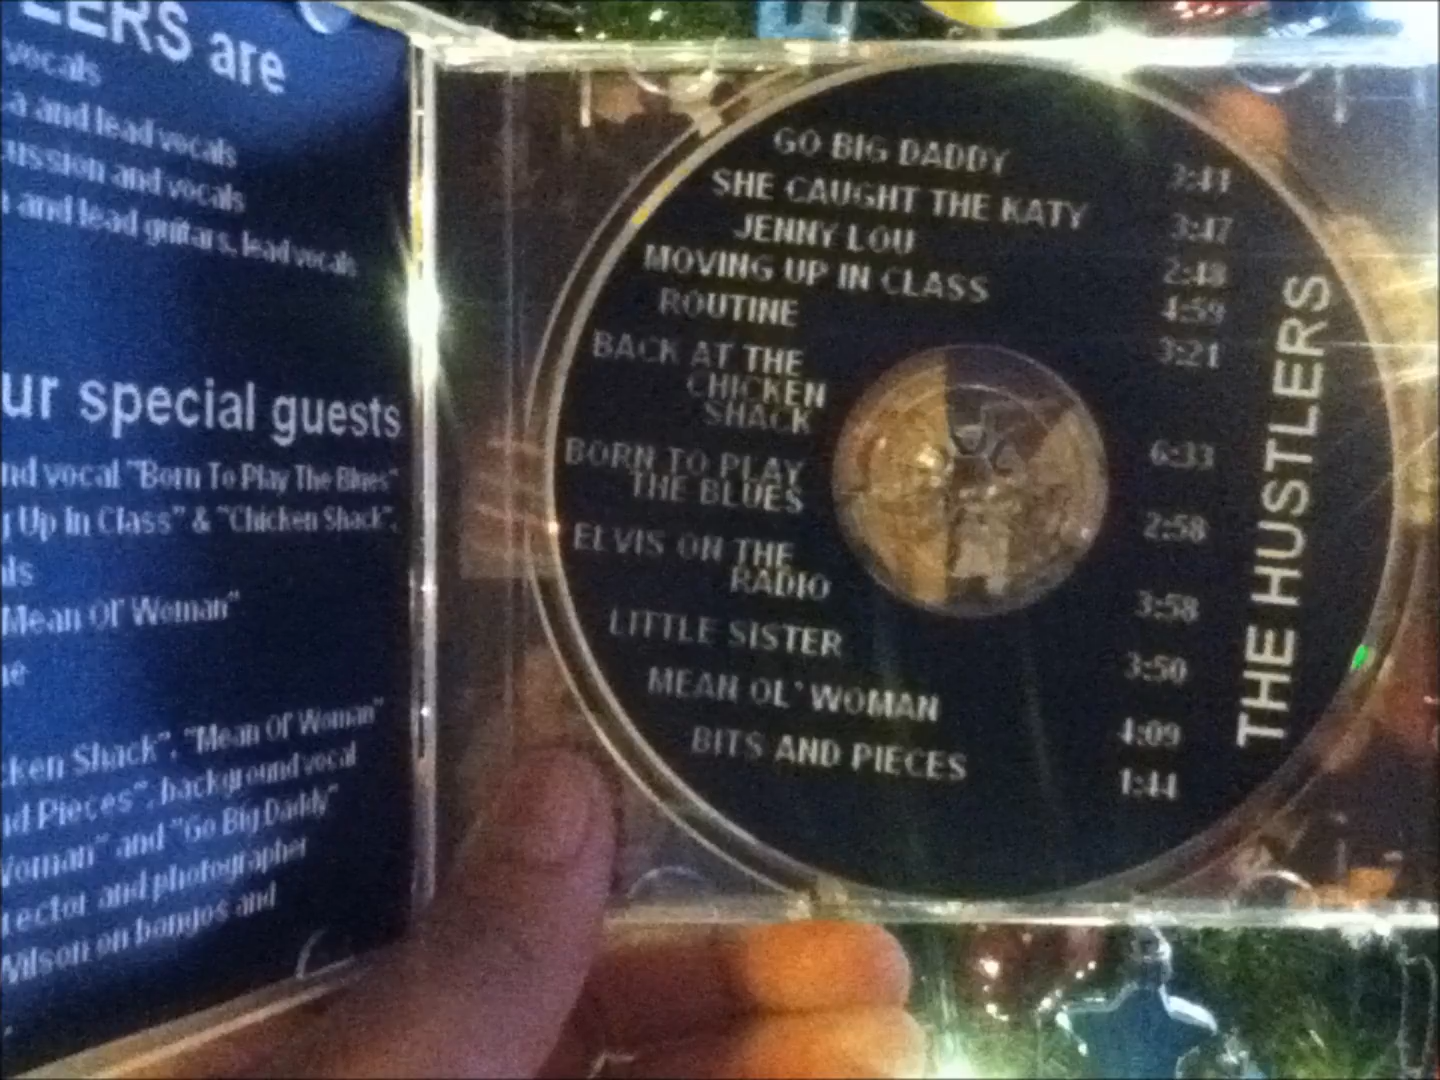 ERS are
vocals
a and lead vocals
ussion and vocals
and lead guitars, lead vocals
ur special guests
nd vocal "Born To Play The Blues"
Up In Class" & "Chicken Shack",
ls
Mean Ol' Woman"
ken Shack", "Mean Ol' Woman"
d Pieces", background vocal
Woman" and "Go Big Daddy"
rector and photographer
Wilson on bongos and
GO BIG DADDY
SHE CAUGHT THE KATY 3:47
JENNY LOU 2:48
MOVING UP IN CLASS 4:59
ROUTINE 3:21
BACK AT THE
CHICKEN
SHACK 6:33
BORN TO PLAY
THE BLUES 2:58
ELVIS ON THE
RADIO 3:58
LITTLE SISTER 3:50
MEAN OL' WOMAN 4:09
BITS AND PIECES 1:44
THE HUSTLERS